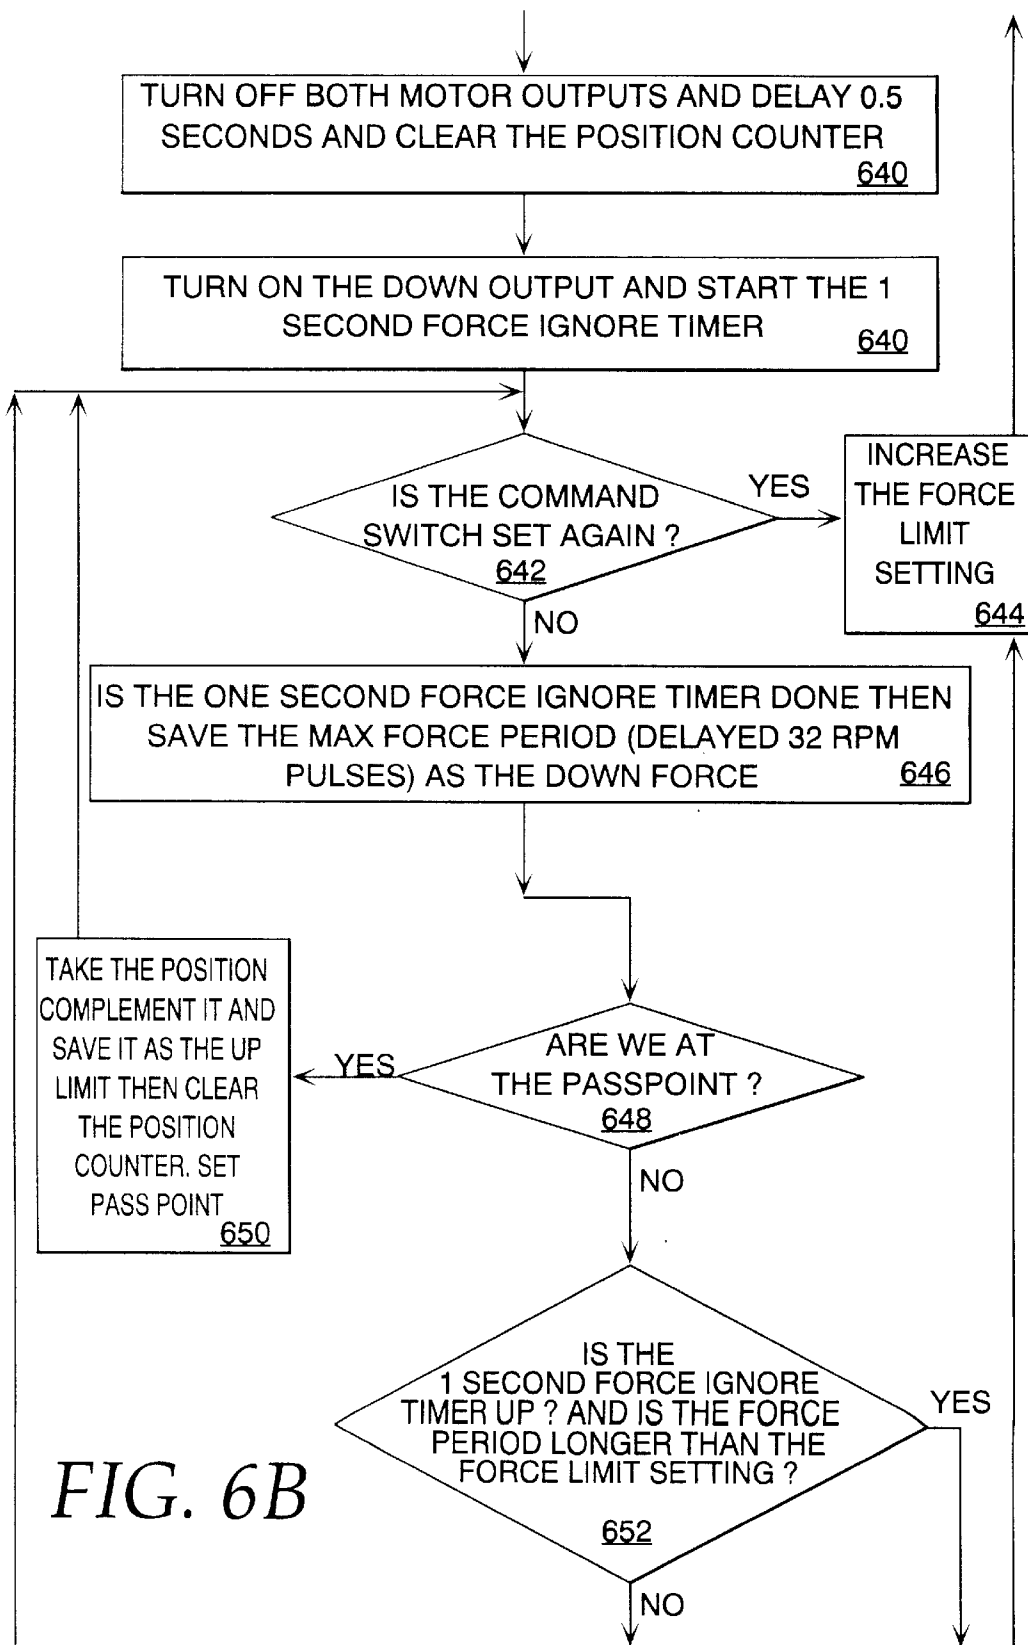 TURN OFF BOTH MOTOR OUTPUTS AND DELAY 0.5
SECONDS AND CLEAR THE POSITION COUNTER
640
TURN ON THE DOWN OUTPUT AND START THE 1
SECOND FORCE IGNORE TIMER
640
IS THE COMMAND
SWITCH SET AGAIN ?
642
YES
INCREASE
THE FORCE
LIMIT
SETTING
644
NO
IS THE ONE SECOND FORCE IGNORE TIMER DONE THEN
SAVE THE MAX FORCE PERIOD (DELAYED 32 RPM
PULSES) AS THE DOWN FORCE
646
TAKE THE POSITION
COMPLEMENT IT AND
SAVE IT AS THE UP
LIMIT THEN CLEAR
THE POSITION
COUNTER. SET
PASS POINT
650
YES
ARE WE AT
THE PASSPOINT ?
648
NO
IS THE
1 SECOND FORCE IGNORE
TIMER UP ? AND IS THE FORCE
PERIOD LONGER THAN THE
FORCE LIMIT SETTING ?
652
YES
NO
FIG. 6B